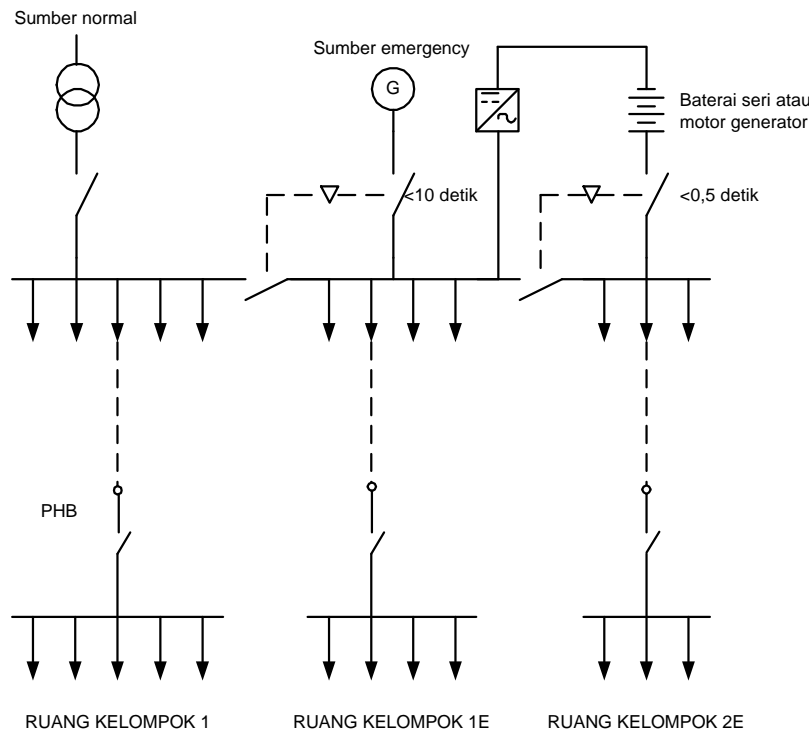 Sumber normal
Sumber emergency
G
Baterai seri atau
motor generator
<10 detik
<0,5 detik
PHB
RUANG KELOMPOK 1
RUANG KELOMPOK 1E
RUANG KELOMPOK 2E